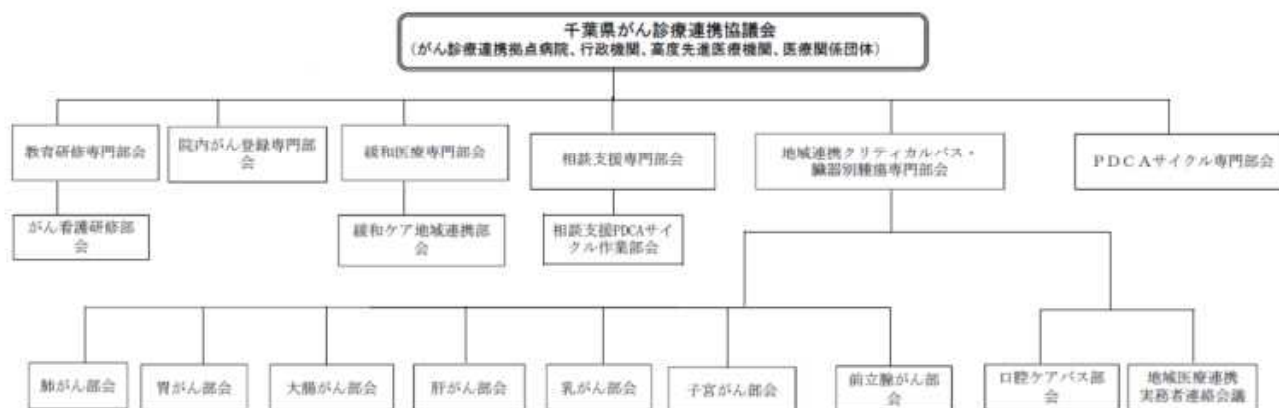 千葉県がん診療連携協議会
（がん診療連携拠点病院、行政機関、高度先進医療機関、医療関係団体）
教育研修専門部会
院内がん登録専門部
会
緩和医療専門部会
相談支援専門部会
地域連携クリティカルパス・
臓器別腫瘍専門部会
PDCAサイクル専門部会
がん看護研修部
会
緩和ケア地域連携部
会
相談支援PDCAサイ
クル作業部会
肺がん部会
胃がん部会
大腸がん部会
肝がん部会
乳がん部会
子宮がん部会
前立腺がん部
会
口腔ケアパス部
会
地域医療連携
実務者連絡会議